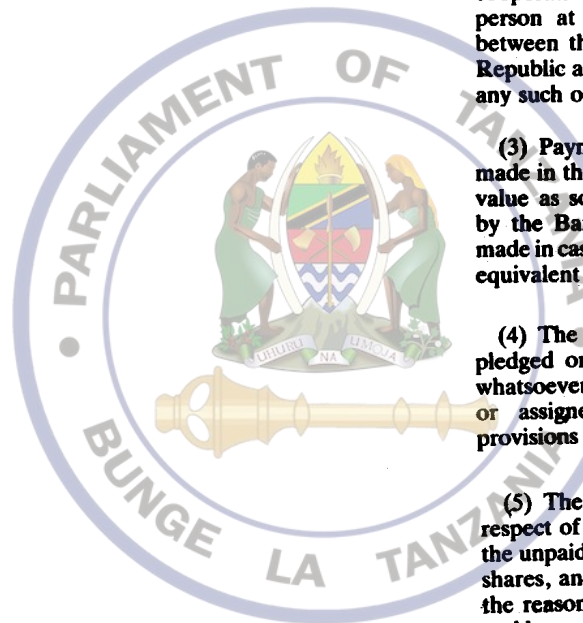 PARLIAMENT OF TANZANIA
BUNGE LA TANZANIA
UHURU NA UMOJA
person at
between th
Republic a
any such o
(3) Payn
made in th
value as so
by the Ba
made in cas
equivalent
(4) The
pledged or
whatsoever
or assigne
provisions
(5) The
respect of
the unpaid
shares, an
the reason